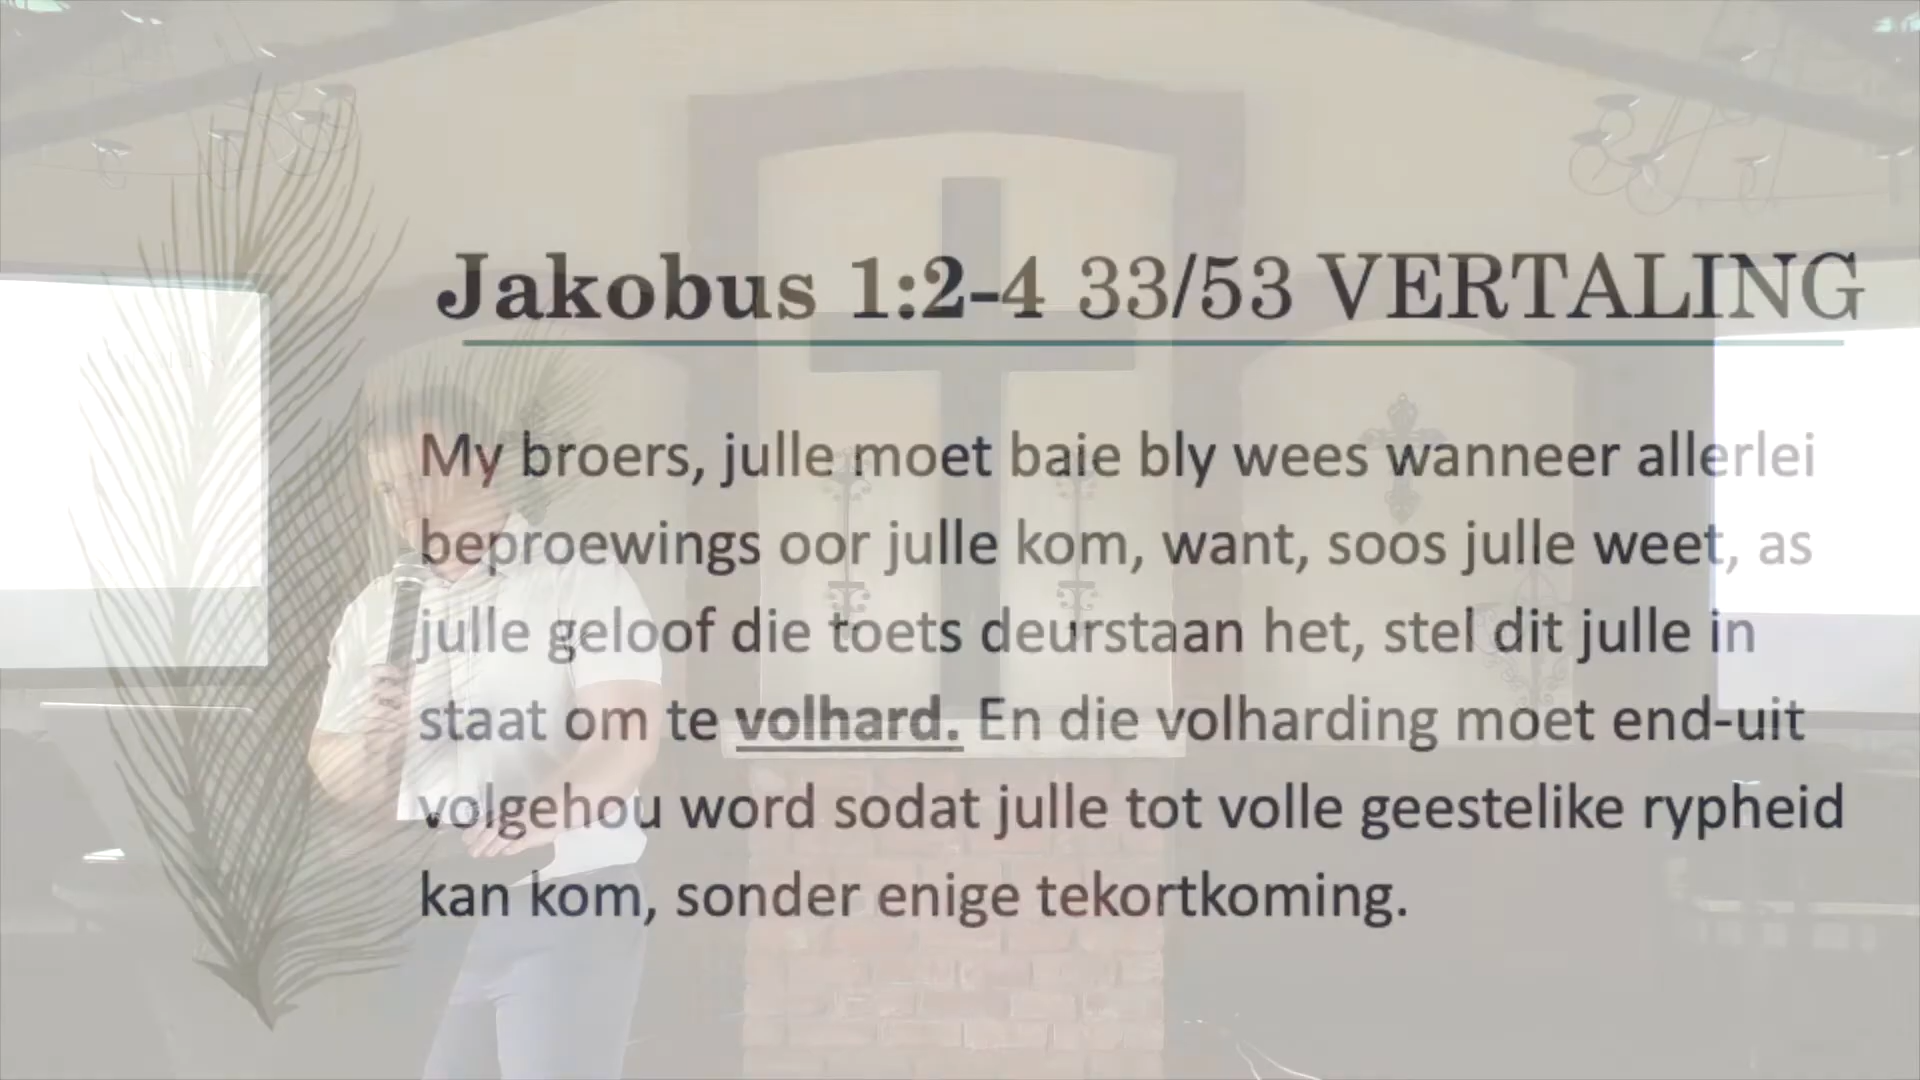 Jakobus 1:2-4 33/53 VERTALING
My broers, julle moet baie bly wees wanneer allerlei
beproewings oor julle kom, want, soos julle weet, as
julle geloof die toets deurstaan het, stel dit julle in
staat om te volhard. En die volharding moet end-uit
volgehou word sodat julle tot volle geestelike rypheid
kan kom, sonder enige tekortkoming.